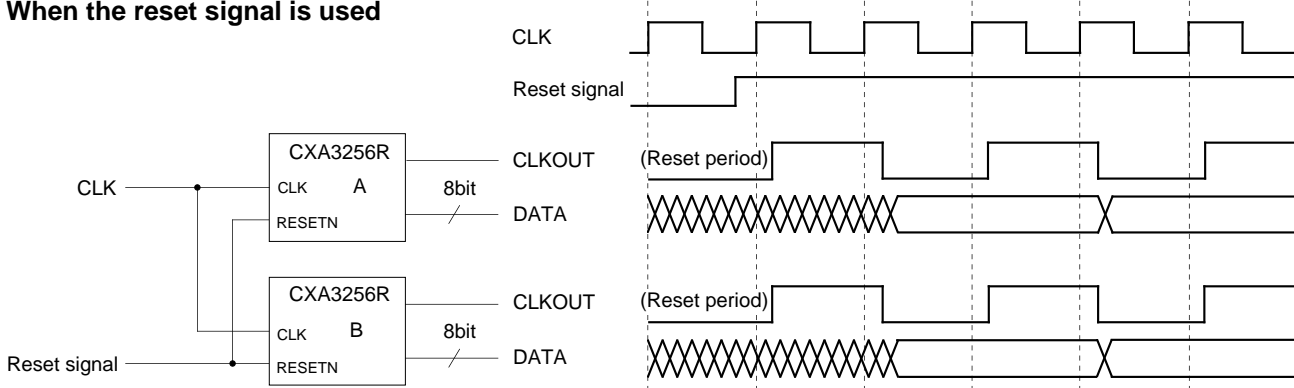 When the reset signal is used
CLK
Reset signal
CXA3256R
CLK A
RESETN
CLK
8bit
CLKOUT
(Reset period)
DATA
CXA3256R
CLK B
RESETN
Reset signal
8bit
CLKOUT
(Reset period)
DATA